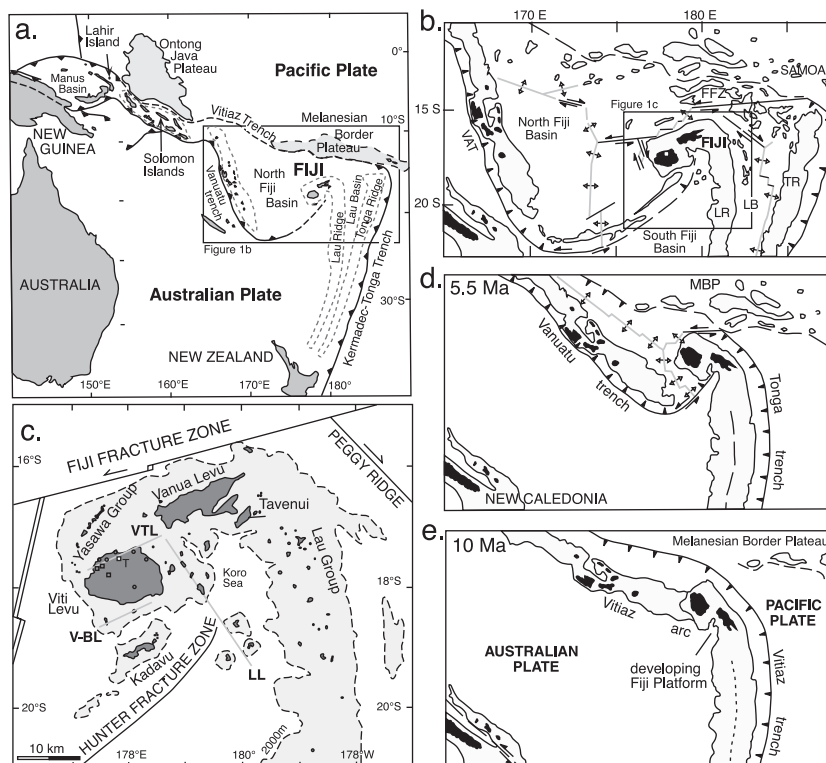 a.
Lahir
Island
Ontong
Java
Plateau
Manus
Basin
Pacific Plate
0°
NEW
GUINEA
Solomon
Islands
Vitiaz Trench
Melanesian
Border
Plateau
10°S
Vanuatu
trench
North
Fiji
Basin
FIJI
Lau Ridge
Lau Basin
Tonga Ridge
Figure 1b
AUSTRALIA
Australian Plate
Kermadec-Tonga Trench
30°S
NEW ZEALAND
150°E
160°
170°
180°
b.
170 E
180 E
SAMOA
FFZ
15 S
Figure 1c
North Fiji
Basin
VAT
FIJI
TR
20 S
LR
LB
South Fiji
Basin
c.
16°S
FIJI FRACTURE ZONE
PEGGY RIDGE
Vanua Levu
Yasawa Group
Tavenui
VTL
T
Koro
Sea
Lau Group
18°S
Viti
Levu
V-BL
Kadavu
HUNTER FRACTURE ZONE
LL
20°S
20°S
2000m
10 km
178°E
180°
178°W
d.
5.5 Ma
MBP
Vanuatu
trench
Tonga
trench
NEW CALEDONIA
e.
10 Ma
Melanesian Border Plateau
Vitiaz
arc
PACIFIC
PLATE
AUSTRALIAN
PLATE
developing
Fiji Platform
Vitiaz
trench